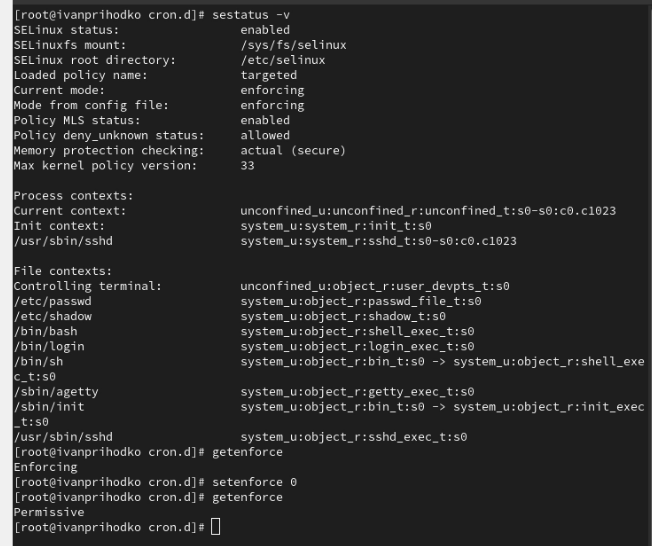 [root@ivanprihodko cron.d]# sestatus -v
SELinux status:                 enabled
SELinuxfs mount:                /sys/fs/selinux
SELinux root directory:         /etc/selinux
Loaded policy name:             targeted
Current mode:                   enforcing
Mode from config file:          enforcing
Policy MLS status:              enabled
Policy deny_unknown status:     allowed
Memory protection checking:     actual (secure)
Max kernel policy version:      33

Process contexts:
Current context:                unconfined_u:unconfined_r:unconfined_t:s0-s0:c0.c1023
Init context:                   system_u:system_r:init_t:s0
/usr/sbin/sshd                  system_u:system_r:sshd_t:s0-s0:c0.c1023

File contexts:
Controlling terminal:           unconfined_u:object_r:user_devpts_t:s0
/etc/passwd                     system_u:object_r:passwd_file_t:s0
/etc/shadow                     system_u:object_r:shadow_t:s0
/bin/bash                       system_u:object_r:shell_exec_t:s0
/bin/login                      system_u:object_r:login_exec_t:s0
/bin/sh                         system_u:object_r:bin_t:s0 -> system_u:object_r:shell_exe
c_t:s0
/sbin/agetty                    system_u:object_r:getty_exec_t:s0
/sbin/init                      system_u:object_r:bin_t:s0 -> system_u:object_r:init_exec
_t:s0
/usr/sbin/sshd                  system_u:object_r:sshd_exec_t:s0
[root@ivanprihodko cron.d]# getenforce
Enforcing
[root@ivanprihodko cron.d]# setenforce 0
[root@ivanprihodko cron.d]# getenforce
Permissive
[root@ivanprihodko cron.d]#